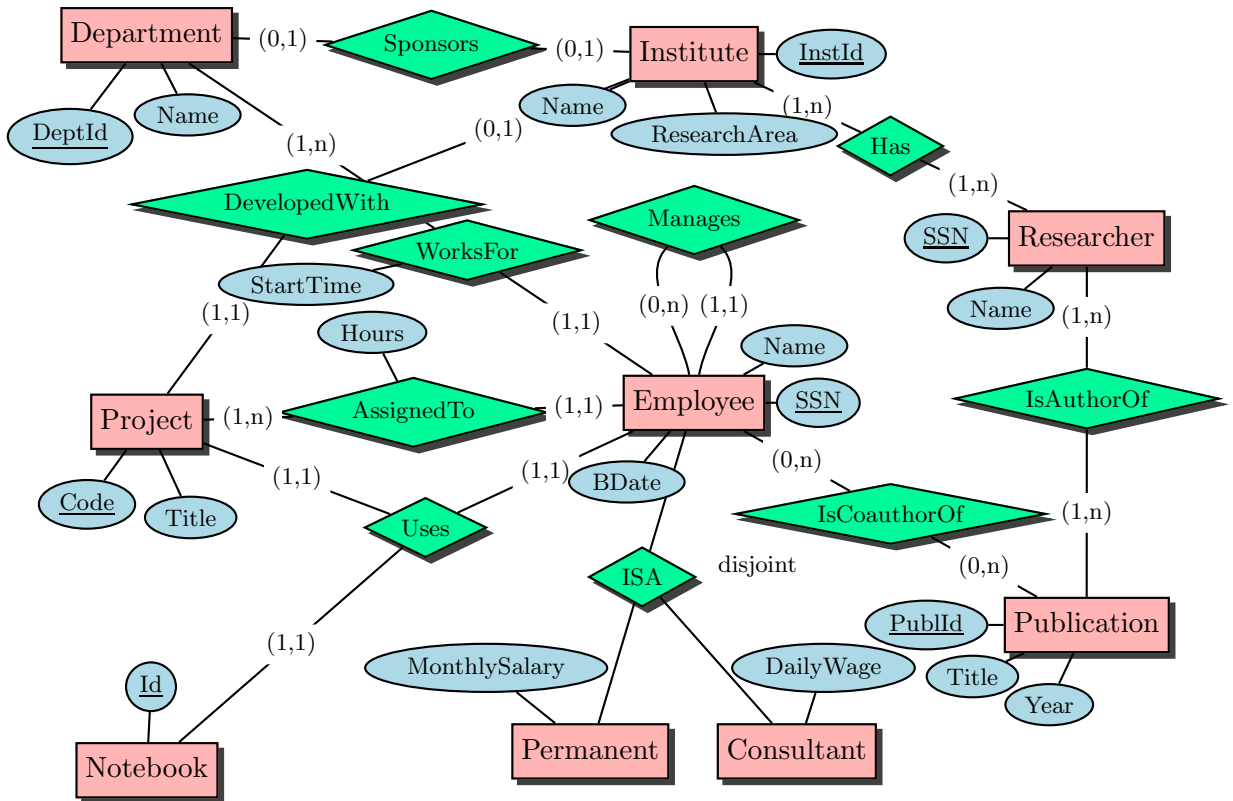 Department
(0,1)
Sponsors
(0,1)
Institute
InstId
DeptId
Name
Name
ResearchArea
(1,n)
Has
(1,n)
(0,1)
(1,n)
DevelopedWith
WorksFor
StartTime
Manages
(0,n)
(1,1)
SSN
Researcher
Name
(1,n)
(1,1)
(1,1)
Hours
Name
Project
(1,n)
AssignedTo
(1,1)
Employee
SSN
IsAuthorOf
Code
Title
(1,1)
(1,1)
BDate
(0,n)
Uses
IsCoauthorOf
(1,n)
ISA
disjoint
(0,n)
PublId
Publication
Title
Year
(1,1)
MonthlySalary
DailyWage
Id
Permanent
Consultant
Notebook